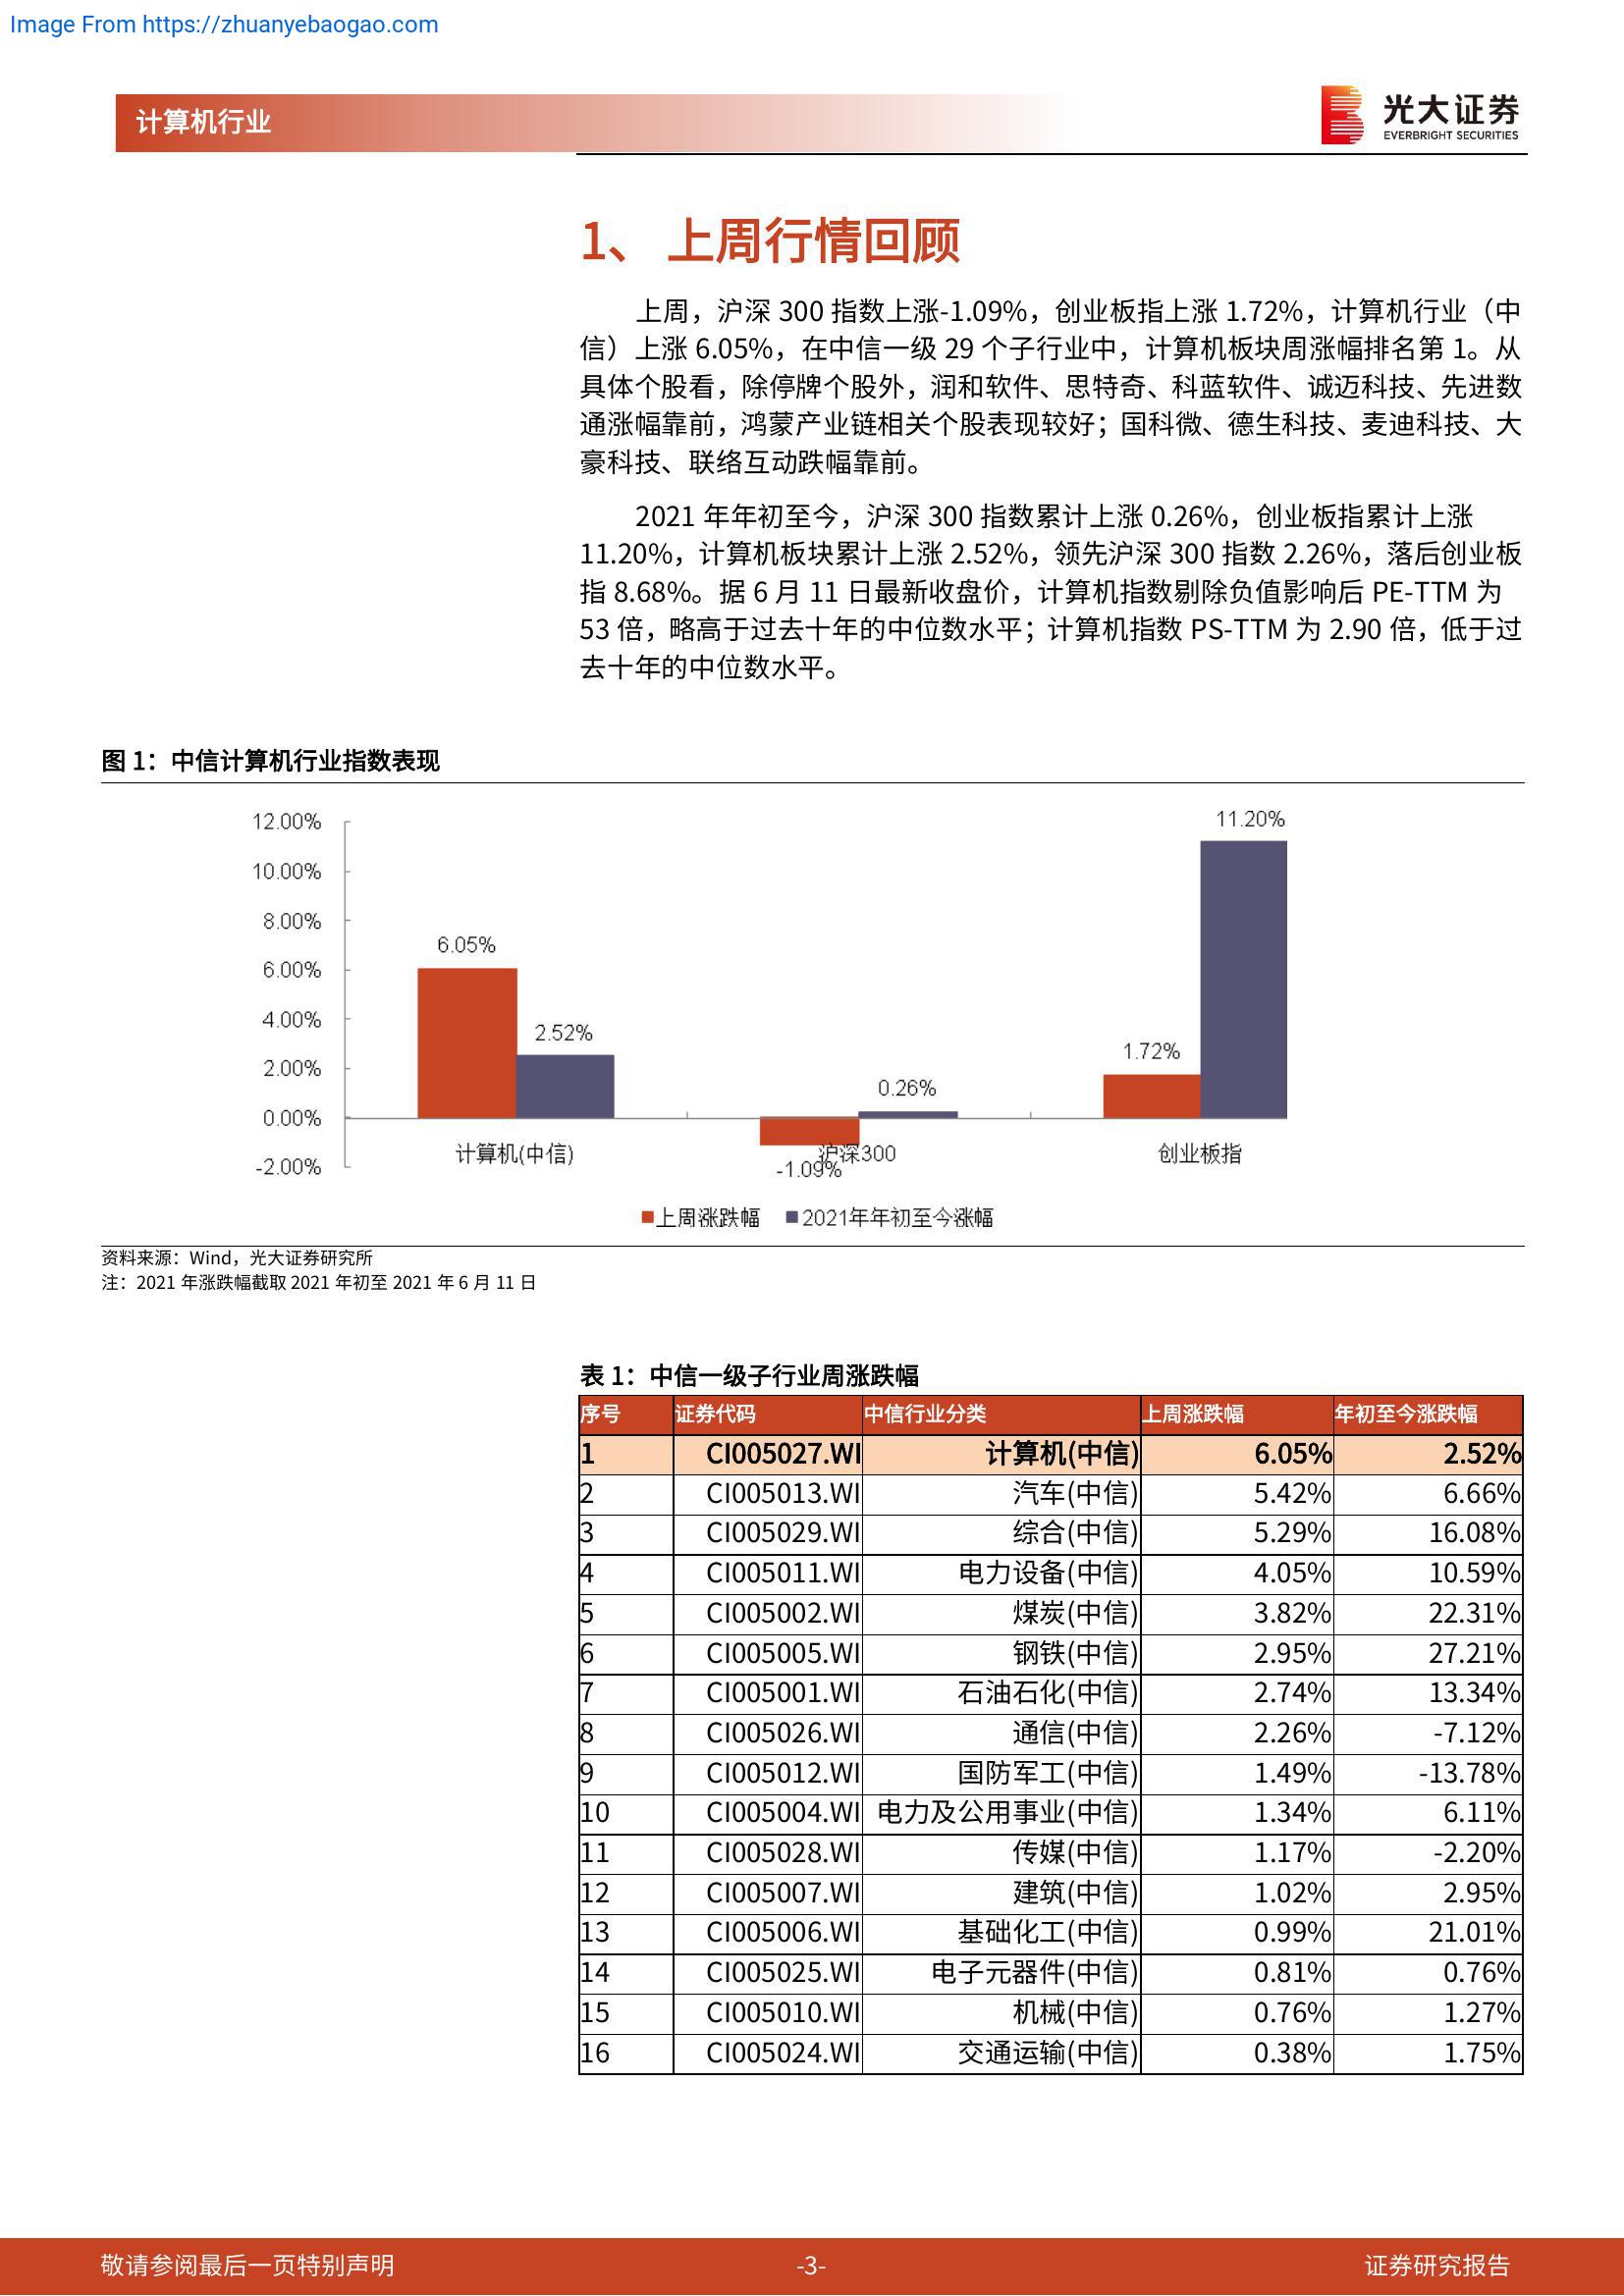 Image From https://zhuanyebaogao.com
计算机行业
光大证券
EVERBRIGHT SECURITIES
1、 上周行情回顾
上周，沪深 300 指数上涨-1.09%，创业板指上涨 1.72%，计算机行业（中
信）上涨 6.05%，在中信一级 29 个子行业中，计算机板块周涨幅排名第 1。从
具体个股看，除停牌个股外，润和软件、思特奇、科蓝软件、诚迈科技、先进数
通涨幅靠前，鸿蒙产业链相关个股表现较好；国科微、德生科技、麦迪科技、大
豪科技、联络互动跌幅靠前。
2021 年年初至今，沪深 300 指数累计上涨 0.26%，创业板指累计上涨
11.20%，计算机板块累计上涨 2.52%，领先沪深 300 指数 2.26%，落后创业板
指 8.68%。据 6 月 11 日最新收盘价，计算机指数剔除负值影响后 PE-TTM 为
53 倍，略高于过去十年的中位数水平；计算机指数 PS-TTM 为 2.90 倍，低于过
去十年的中位数水平。
图 1：中信计算机行业指数表现
12.00%
10.00%
8.00%
6.00%
4.00%
2.00%
0.00%
-2.00%
6.05%
2.52%
-1.09%
0.26%
1.72%
11.20%
计算机(中信)
沪深300
创业板指
上周涨跌幅 2021年年初至今涨幅
资料来源：Wind，光大证券研究所
注：2021 年涨跌幅截取 2021 年初至 2021 年 6 月 11 日
表 1：中信一级子行业周涨跌幅
序号 证券代码 中信行业分类 上周涨跌幅 年初至今涨跌幅
1 CI005027.WI 计算机(中信) 6.05% 2.52%
2 CI005013.WI 汽车(中信) 5.42% 6.66%
3 CI005029.WI 综合(中信) 5.29% 16.08%
4 CI005011.WI 电力设备(中信) 4.05% 10.59%
5 CI005002.WI 煤炭(中信) 3.82% 22.31%
6 CI005005.WI 钢铁(中信) 2.95% 27.21%
7 CI005001.WI 石油石化(中信) 2.74% 13.34%
8 CI005026.WI 通信(中信) 2.26% -7.12%
9 CI005012.WI 国防军工(中信) 1.49% -13.78%
10 CI005004.WI 电力及公用事业(中信) 1.34% 6.11%
11 CI005028.WI 传媒(中信) 1.17% -2.20%
12 CI005007.WI 建筑(中信) 1.02% 2.95%
13 CI005006.WI 基础化工(中信) 0.99% 21.01%
14 CI005025.WI 电子元器件(中信) 0.81% 0.76%
15 CI005010.WI 机械(中信) 0.76% 1.27%
16 CI005024.WI 交通运输(中信) 0.38% 1.75%
敬请参阅最后一页特别声明 -3- 证券研究报告